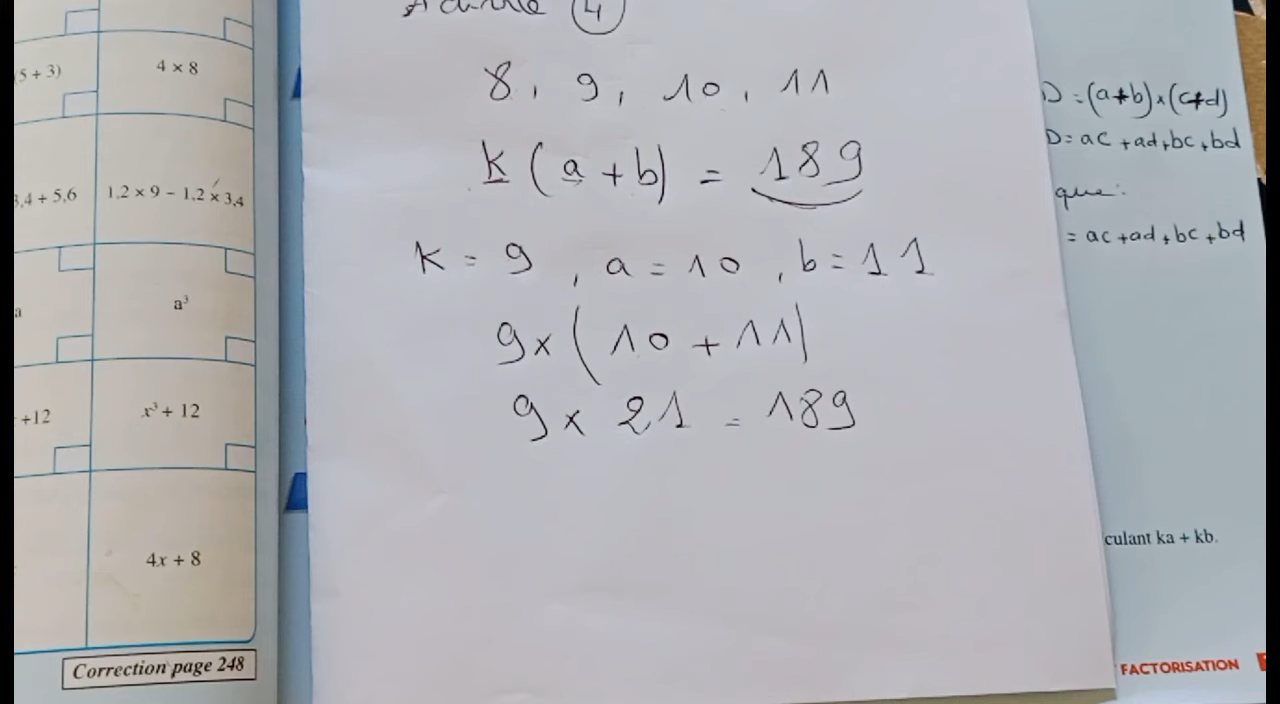 5 + 3)
4 × 8
3,4 + 5,6
1,2 × 9 – 1,2 × 3,4
a
a³
+12
x³ + 12
4x + 8
Correction page 248
4
8, 9, 10, 11
k (a + b) = 189
k = 9, a = 10, b = 11
9 × (10 + 11)
9 × 21 = 189
D = (a+b) × (c+d)
D = ac + ad + bc + bd
que :
= ac + ad + bc + bd
culant ka + kb.
FACTORISATION